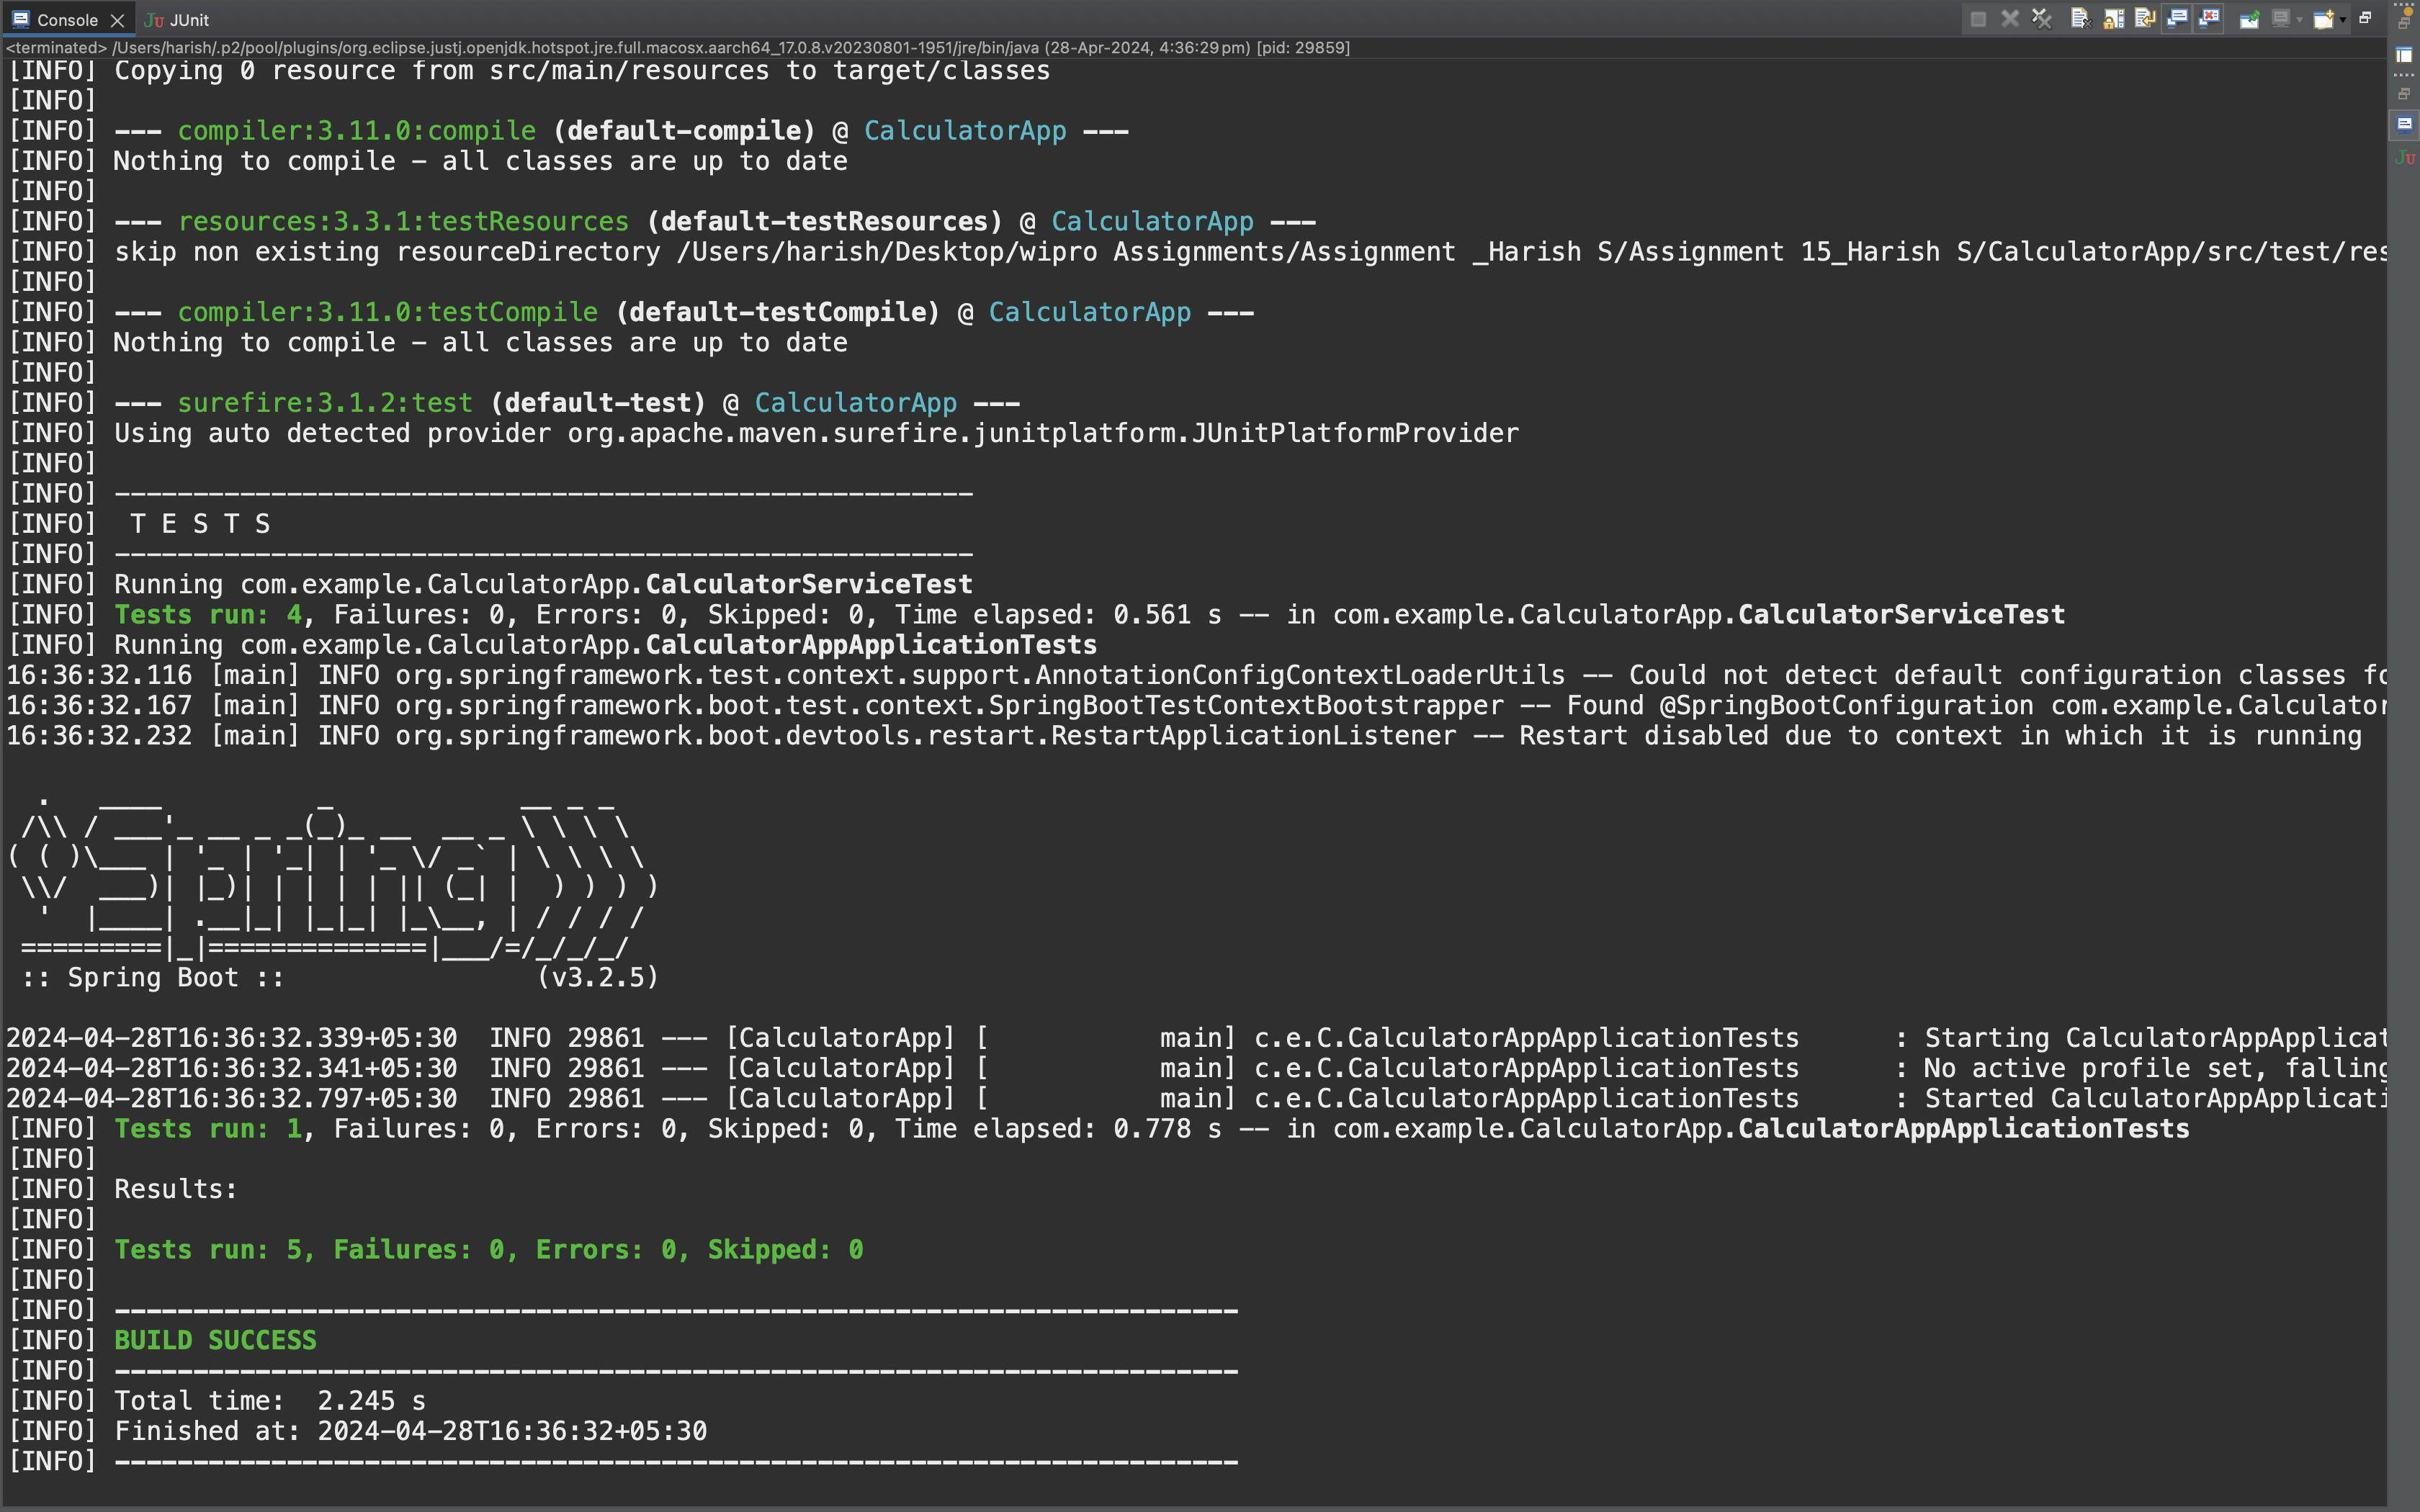 Console JUnit
<terminated> /Users/harish/.p2/pool/plugins/org.eclipse.justj.openjdk.hotspot.jre.full.macosx.aarch64_17.0.8.v20230801-1951/jre/bin/java (28-Apr-2024, 4:36:29 pm) [pid: 29859]
[INFO] Copying 0 resource from src/main/resources to target/classes
[INFO]
[INFO] --- compiler:3.11.0:compile (default-compile) @ CalculatorApp ---
[INFO] Nothing to compile - all classes are up to date
[INFO]
[INFO] --- resources:3.3.1:testResources (default-testResources) @ CalculatorApp ---
[INFO] skip non existing resourceDirectory /Users/harish/Desktop/wipro Assignments/Assignment _Harish S/Assignment 15_Harish S/CalculatorApp/src/test/res
[INFO]
[INFO] --- compiler:3.11.0:testCompile (default-testCompile) @ CalculatorApp ---
[INFO] Nothing to compile - all classes are up to date
[INFO]
[INFO] --- surefire:3.1.2:test (default-test) @ CalculatorApp ---
[INFO] Using auto detected provider org.apache.maven.surefire.junitplatform.JUnitPlatformProvider
[INFO]
[INFO] -------------------------------------------------------
[INFO]  T E S T S
[INFO] -------------------------------------------------------
[INFO] Running com.example.CalculatorApp.CalculatorServiceTest
[INFO] Tests run: 4, Failures: 0, Errors: 0, Skipped: 0, Time elapsed: 0.561 s -- in com.example.CalculatorApp.CalculatorServiceTest
[INFO] Running com.example.CalculatorApp.CalculatorAppApplicationTests
16:36:32.116 [main] INFO org.springframework.test.context.support.AnnotationConfigContextLoaderUtils -- Could not detect default configuration classes fo
16:36:32.167 [main] INFO org.springframework.boot.test.context.SpringBootTestContextBootstrapper -- Found @SpringBootConfiguration com.example.Calculator
16:36:32.232 [main] INFO org.springframework.boot.devtools.restart.RestartApplicationListener -- Restart disabled due to context in which it is running
  .   ____          _            __ _ _
 /\\ / ___'_ __ _ _(_)_ __  __ _ \ \ \ \
( ( )\___ | '_ | '_| | '_ \/ _` | \ \ \ \
 \\/  ___)| |_)| | | | | || (_| |  ) ) ) )
  '  |____| .__|_| |_|_| |_\__, | / / / /
 =========|_|==============|___/=/_/_/_/
 :: Spring Boot ::                (v3.2.5)
2024-04-28T16:36:32.339+05:30  INFO 29861 --- [CalculatorApp] [           main] c.e.C.CalculatorAppApplicationTests      : Starting CalculatorAppApplicat
2024-04-28T16:36:32.341+05:30  INFO 29861 --- [CalculatorApp] [           main] c.e.C.CalculatorAppApplicationTests      : No active profile set, falling
2024-04-28T16:36:32.797+05:30  INFO 29861 --- [CalculatorApp] [           main] c.e.C.CalculatorAppApplicationTests      : Started CalculatorAppApplicati
[INFO] Tests run: 1, Failures: 0, Errors: 0, Skipped: 0, Time elapsed: 0.778 s -- in com.example.CalculatorApp.CalculatorAppApplicationTests
[INFO]
[INFO] Results:
[INFO]
[INFO] Tests run: 5, Failures: 0, Errors: 0, Skipped: 0
[INFO]
[INFO] ------------------------------------------------------------------------
[INFO] BUILD SUCCESS
[INFO] ------------------------------------------------------------------------
[INFO] Total time:  2.245 s
[INFO] Finished at: 2024-04-28T16:36:32+05:30
[INFO] ------------------------------------------------------------------------